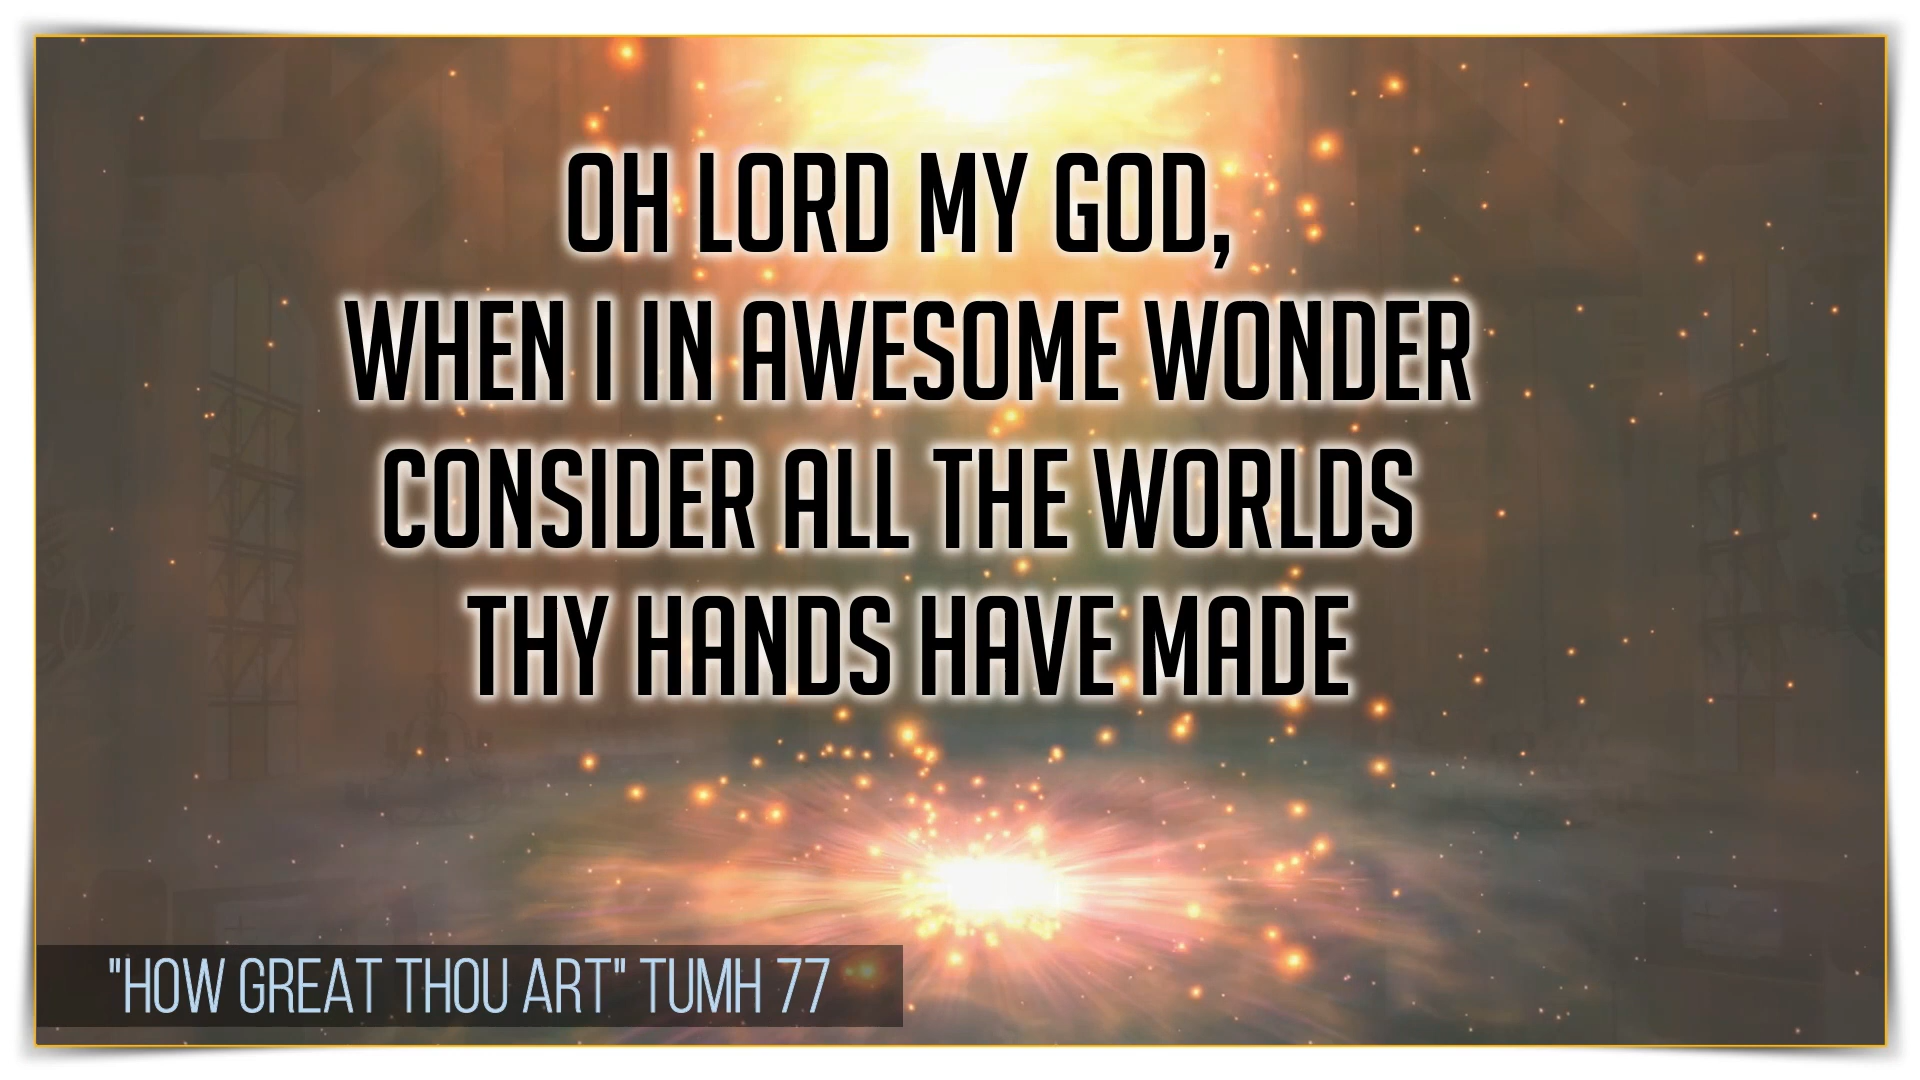 OH LORD MY GOD,
WHEN I IN AWESOME WONDER
CONSIDER ALL THE WORLDS
THY HANDS HAVE MADE
"HOW GREAT THOU ART" TUMH 77